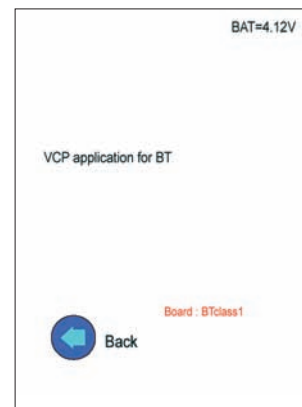 BAT=4.12V
VCP application for BT
Board : BTclass1
Back